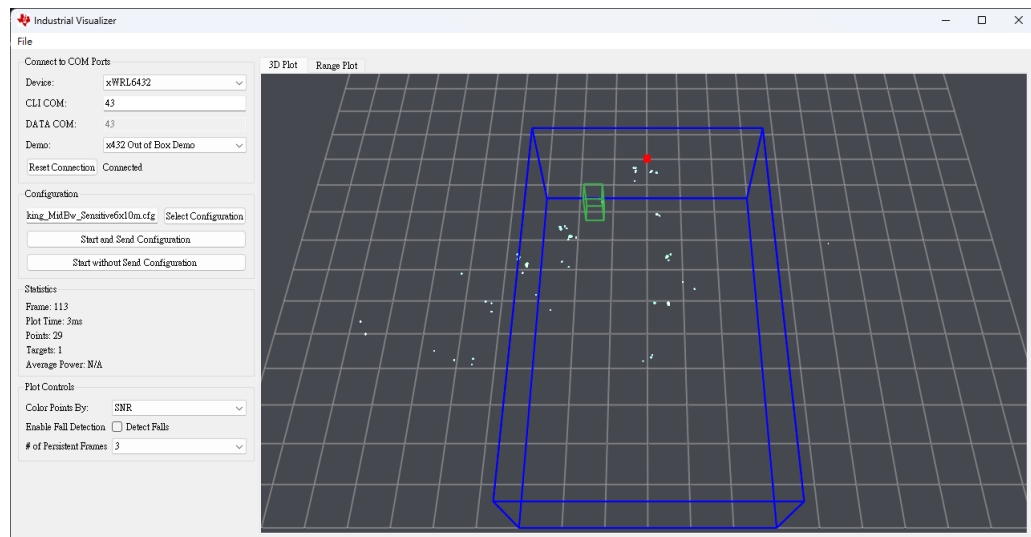 Industrial Visualizer
File
Connect to COM Ports
Device: xWRL6432
CLI COM: 43
DATA COM: 43
Demo: x432 Out of Box Demo
Reset Connection Connected
Configuration
king_MidBw_Sensitive6x10m.cfg Select Configuration
Start and Send Configuration
Start without Send Configuration
Statistics
Frame: 113
Plot Time: 3ms
Points: 29
Targets: 1
Average Power: N/A
Plot Controls
Color Points By: SNR
Enable Fall Detection Detect Falls
# of Persistent Frames 3
3D Plot Range Plot